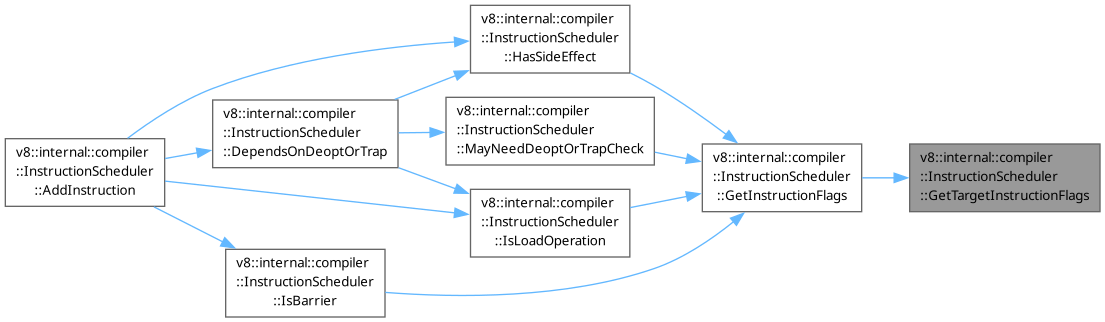 v8::internal::compiler
::InstructionScheduler
::AddInstruction
v8::internal::compiler
::InstructionScheduler
::DependsOnDeoptOrTrap
v8::internal::compiler
::InstructionScheduler
::IsBarrier
v8::internal::compiler
::InstructionScheduler
::HasSideEffect
v8::internal::compiler
::InstructionScheduler
::MayNeedDeoptOrTrapCheck
v8::internal::compiler
::InstructionScheduler
::IsLoadOperation
v8::internal::compiler
::InstructionScheduler
::GetInstructionFlags
v8::internal::compiler
::InstructionScheduler
::GetTargetInstructionFlags